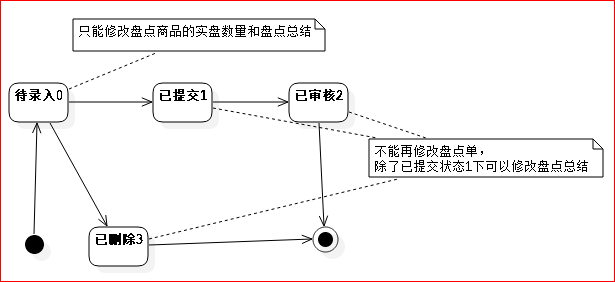 只能修改盘点商品的实盘数量和盘点总结
待录入0
已提交1
已审核2
不能再修改盘点单,
除了已提交状态1下可以修改盘点总结
已删除3